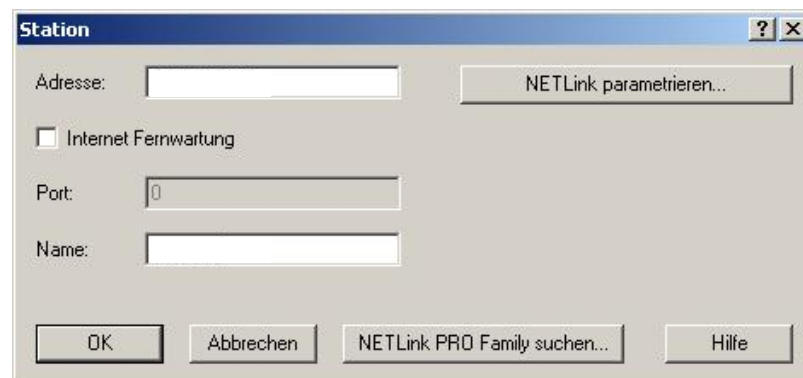 Station
Adresse:
NETLink parametrieren...
Internet Fernwartung
Port: 0
Name:
OK Abbrechen NETLink PRO Family suchen... Hilfe